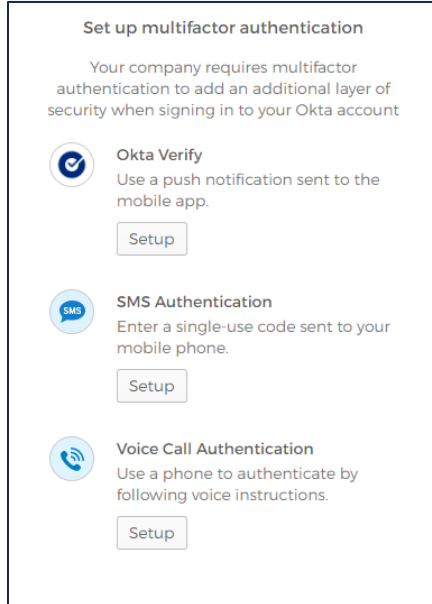 Set up multifactor authentication
Your company requires multifactor
authentication to add an additional layer of
security when signing in to your Okta account
Okta Verify
Use a push notification sent to the
mobile app.
Setup
SMS
SMS Authentication
Enter a single-use code sent to your
mobile phone.
Setup
Voice Call Authentication
Use a phone to authenticate by
following voice instructions.
Setup